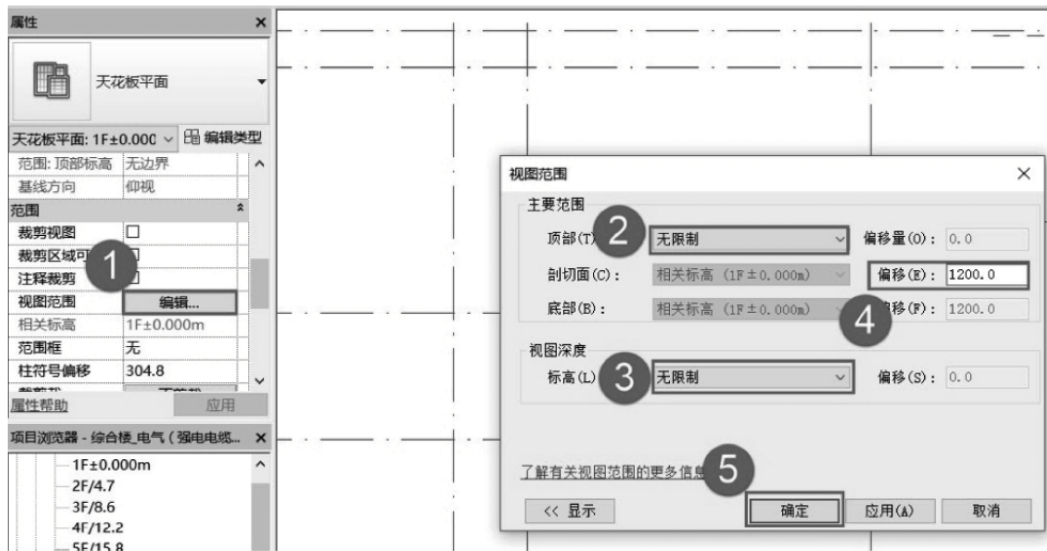 属性
天花板平面
天花板平面: 1F±0.000
编辑类型
范围: 顶部标高 无边界
基线方向 仰视
范围
裁剪视图
裁剪区域可
注释裁剪
1
视图范围 编辑...
相关标高 1F±0.000m
范围框 无
柱符号偏移 304.8
属性帮助 应用
项目浏览器 - 综合楼_电气 ( 强电电缆...
1F±0.000m
2F/4.7
3F/8.6
4F/12.2
5F/15.8
视图范围
主要范围
顶部(T) 2 无限制 偏移量(O): 0.0
剖切面(C): 相关标高 (1F±0.000m) 偏移(E): 1200.0
底部(B): 相关标高 (1F±0.000m) 4 移(F): 1200.0
视图深度
标高(L) 3 无限制 偏移(S): 0.0
了解有关视图范围的更多信息
5
<< 显示 确定 应用(A) 取消